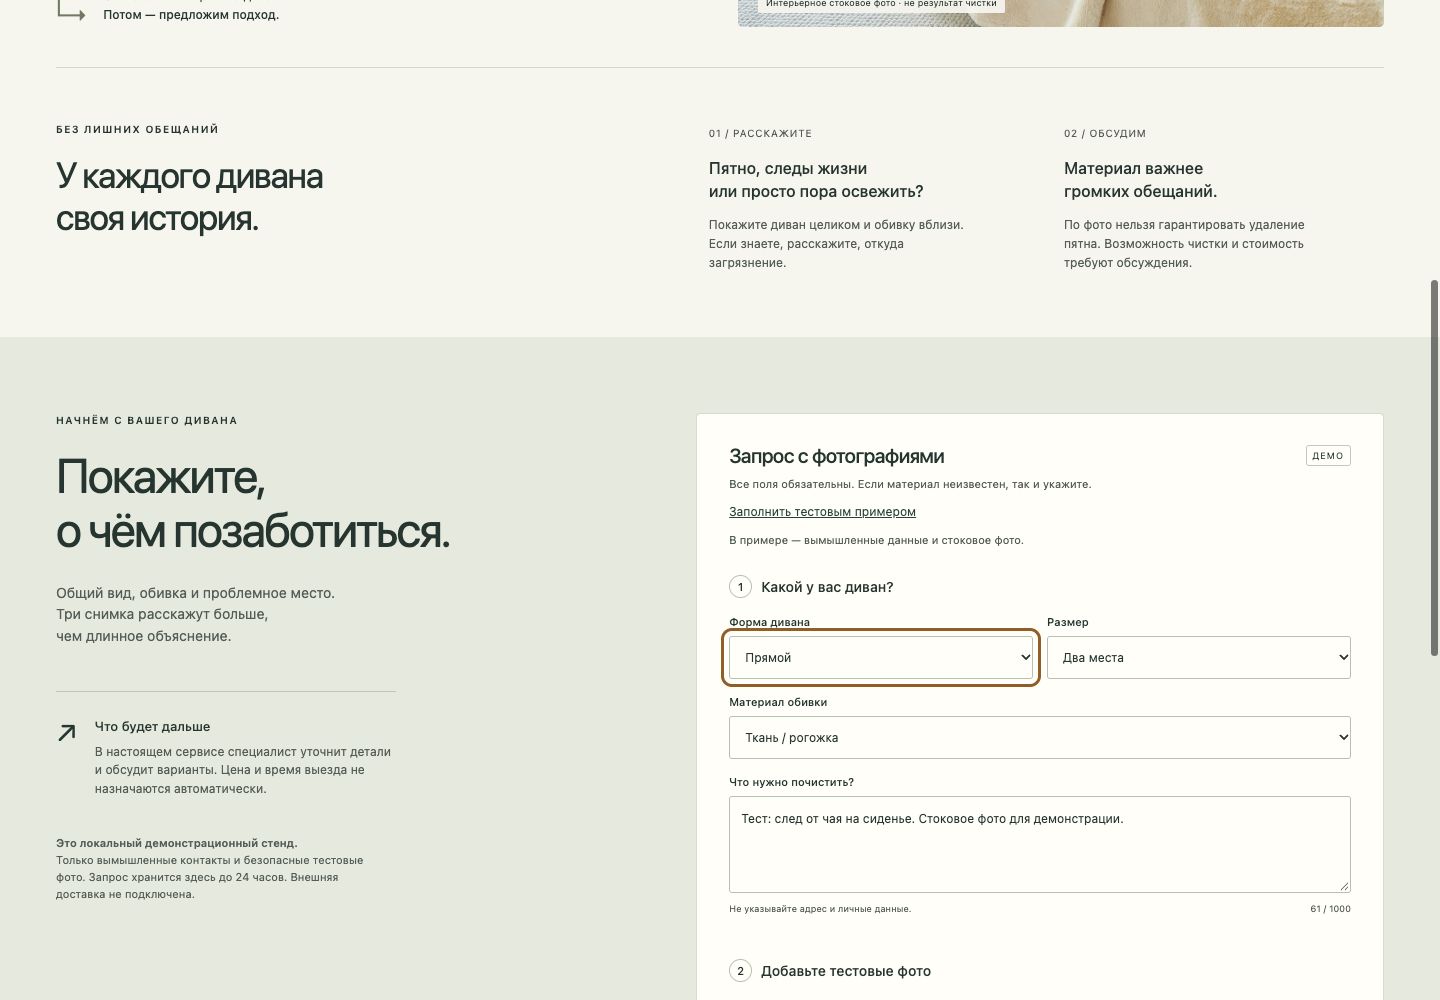 Потом — предложим подход.
Интерьерное стоковое фото · не результат чистки
БЕЗ ЛИШНИХ ОБЕЩАНИЙ
У каждого дивана
своя история.
01 / РАССКАЖИТЕ
Пятно, следы жизни
или просто пора освежить?
Покажите диван целиком и обивку вблизи.
Если знаете, расскажите, откуда
загрязнение.
02 / ОБСУДИМ
Материал важнее
громких обещаний.
По фото нельзя гарантировать удаление
пятна. Возможность чистки и стоимость
требуют обсуждения.
НАЧНЁМ С ВАШЕГО ДИВАНА
Покажите,
о чём позаботиться.
Общий вид, обивка и проблемное место.
Три снимка расскажут больше,
чем длинное объяснение.
Что будет дальше
В настоящем сервисе специалист уточнит детали
и обсудит варианты. Цена и время выезда не
назначаются автоматически.
Это локальный демонстрационный стенд.
Только вымышленные контакты и безопасные тестовые
фото. Запрос хранится здесь до 24 часов. Внешняя
доставка не подключена.
Запрос с фотографиями
ДЕМО
Все поля обязательны. Если материал неизвестен, так и укажите.
Заполнить тестовым примером
В примере — вымышленные данные и стоковое фото.
1 Какой у вас диван?
Форма дивана
Прямой
Размер
Два места
Материал обивки
Ткань / рогожка
Что нужно почистить?
Тест: след от чая на сиденье. Стоковое фото для демонстрации.
Не указывайте адрес и личные данные.
61 / 1000
2 Добавьте тестовые фото